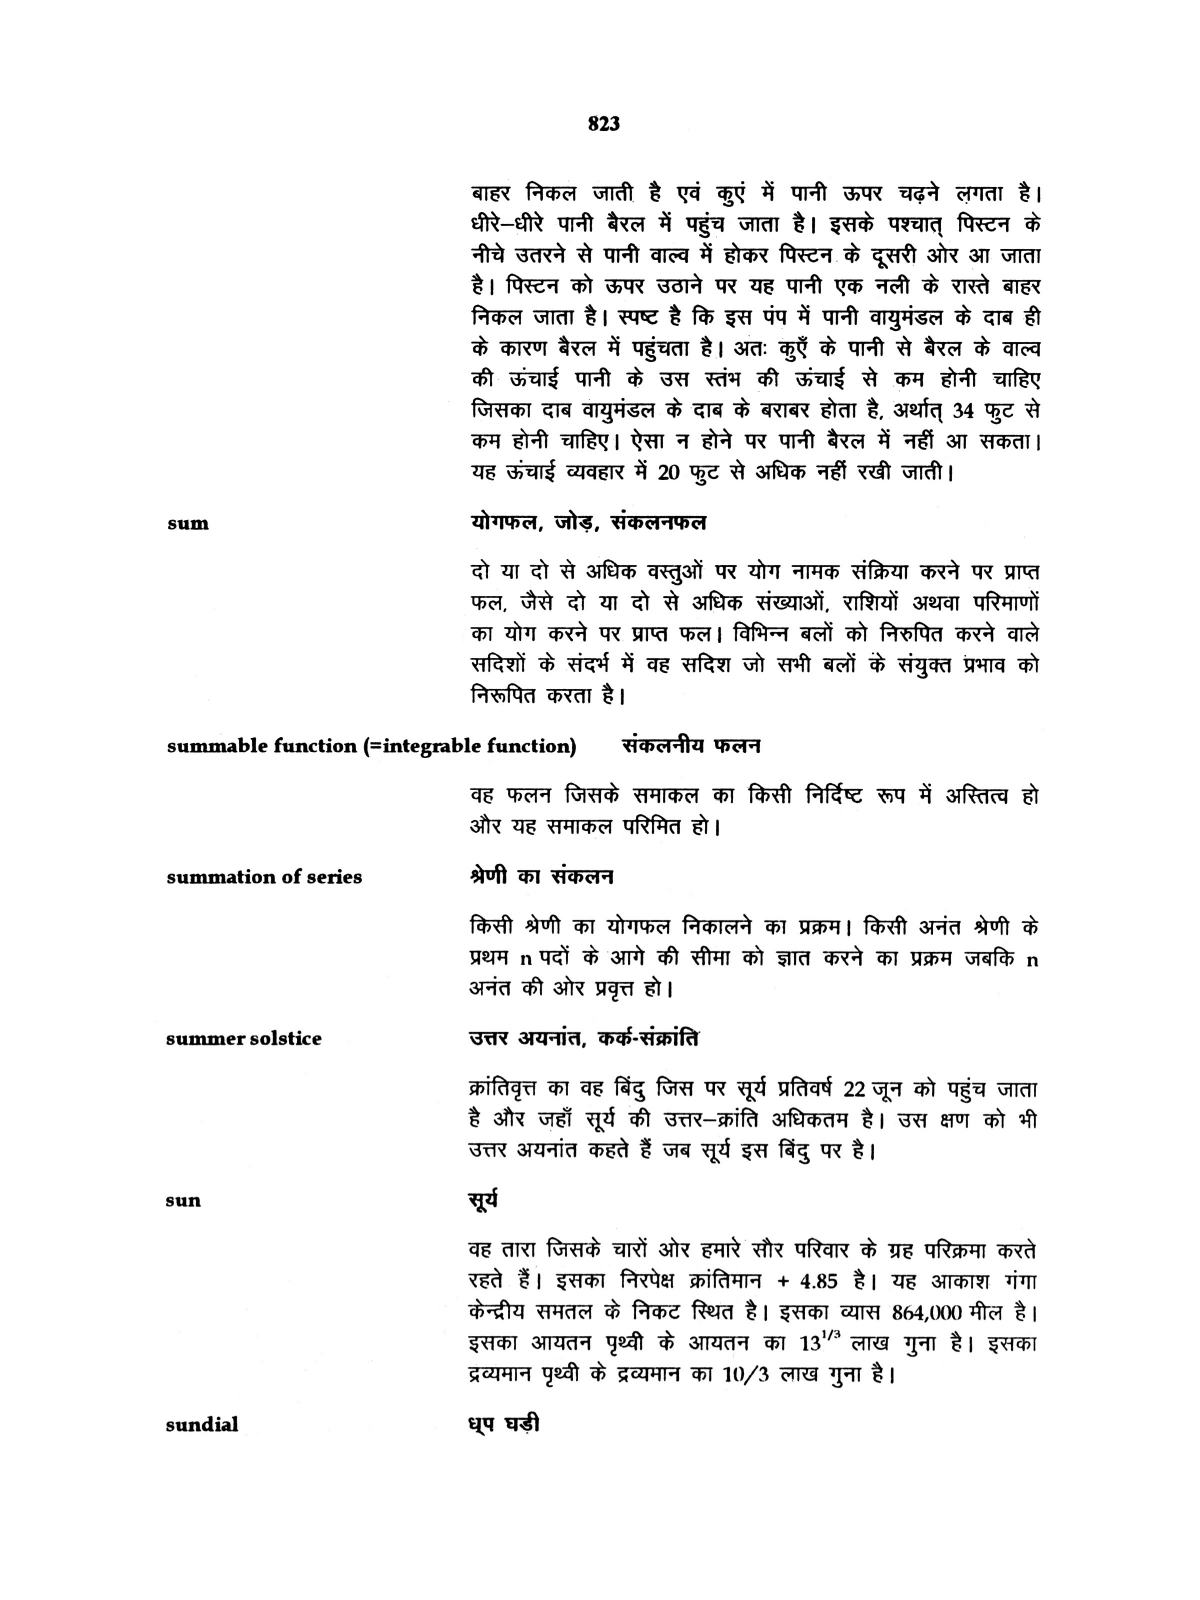 823
बाहर निकल जाती है एवं कुएं में पानी ऊपर चढ़ने लगता है।
धीरे–धीरे पानी बैरल में पहुंच जाता है। इसके पश्चात् पिस्टन के
नीचे उतरने से पानी वाल्व में होकर पिस्टन के दूसरी ओर आ जाता
है। पिस्टन को ऊपर उठाने पर यह पानी एक नली के रास्ते बाहर
निकल जाता है। स्पष्ट है कि इस पंप में पानी वायुमंडल के दाब ही
के कारण बैरल में पहुंचता है। अतः कुएँ के पानी से बैरल के वाल्व
की ऊंचाई पानी के उस स्तंभ की ऊंचाई से कम होनी चाहिए
जिसका दाब वायुमंडल के दाब के बराबर होता है, अर्थात् 34 फुट से
कम होनी चाहिए। ऐसा न होने पर पानी बैरल में नहीं आ सकता।
यह ऊंचाई व्यवहार में 20 फुट से अधिक नहीं रखी जाती।
sum योगफल, जोड़, संकलनफल
दो या दो से अधिक वस्तुओं पर योग नामक संक्रिया करने पर प्राप्त
फल, जैसे दो या दो से अधिक संख्याओं, राशियों अथवा परिमाणों
का योग करने पर प्राप्त फल। विभिन्न बलों को निरुपित करने वाले
सदिशों के संदर्भ में वह सदिश जो सभी बलों के संयुक्त प्रभाव को
निरूपित करता है।
summable function (=integrable function) संकलनीय फलन
वह फलन जिसके समाकल का किसी निर्दिष्ट रूप में अस्तित्व हो
और यह समाकल परिमित हो।
summation of series श्रेणी का संकलन
किसी श्रेणी का योगफल निकालने का प्रक्रम। किसी अनंत श्रेणी के
प्रथम n पदों के आगे की सीमा को ज्ञात करने का प्रक्रम जबकि n
अनंत की ओर प्रवृत्त हो।
summer solstice उत्तर अयनांत, कर्क-संक्रांति
क्रांतिवृत्त का वह बिंदु जिस पर सूर्य प्रतिवर्ष 22 जून को पहुंच जाता
है और जहाँ सूर्य की उत्तर–क्रांति अधिकतम है। उस क्षण को भी
उत्तर अयनांत कहते हैं जब सूर्य इस बिंदु पर है।
sun सूर्य
वह तारा जिसके चारों ओर हमारे सौर परिवार के ग्रह परिक्रमा करते
रहते हैं। इसका निरपेक्ष क्रांतिमान + 4.85 है। यह आकाश गंगा
केन्द्रीय समतल के निकट स्थित है। इसका व्यास 864,000 मील है।
इसका आयतन पृथ्वी के आयतन का 13^1/3 लाख गुना है। इसका
द्रव्यमान पृथ्वी के द्रव्यमान का 10/3 लाख गुना है।
sundial धूप घड़ी